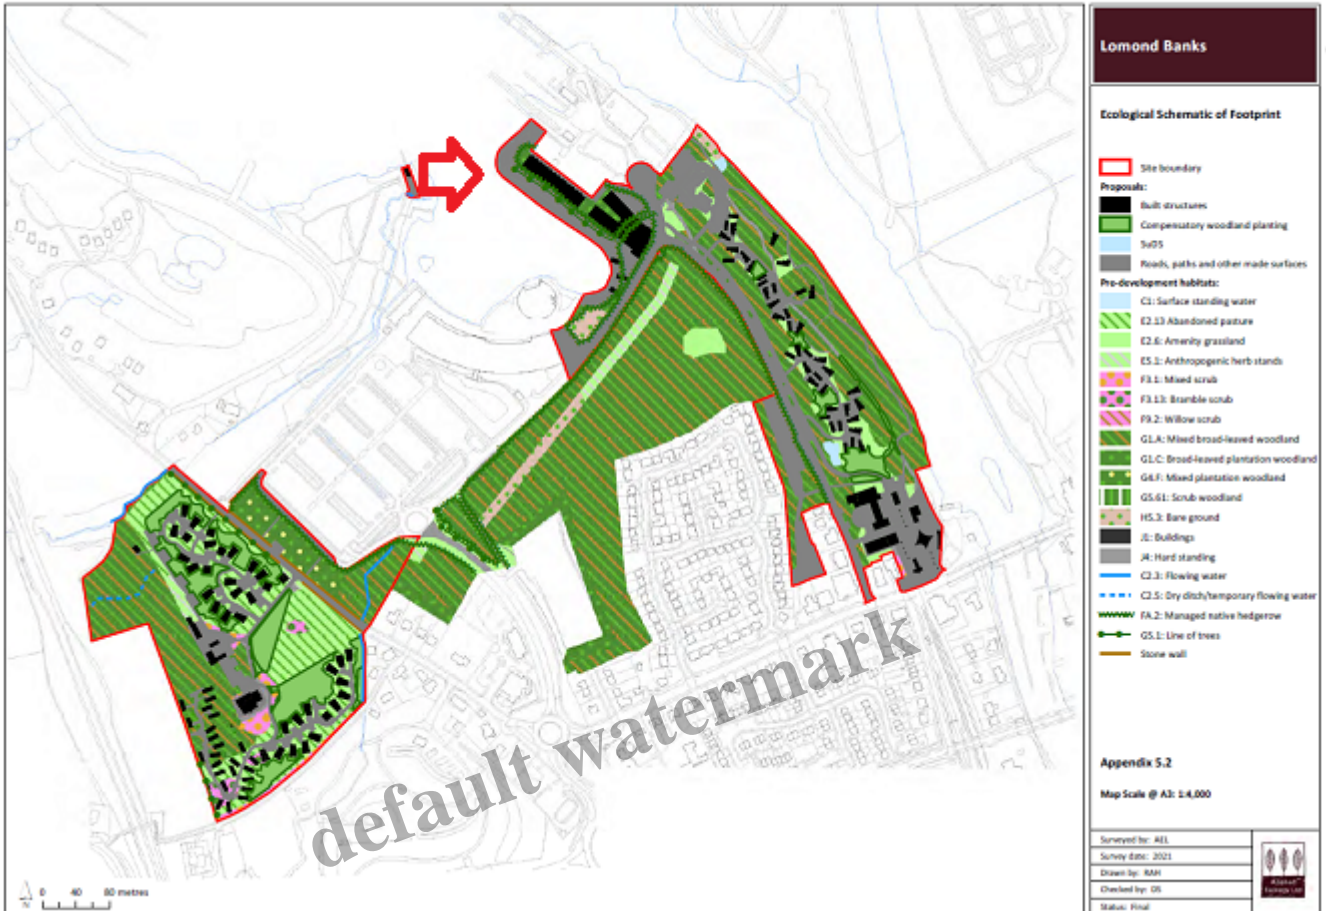 Lomond Banks
Ecological Schematic of Footprint
Site boundary
Proposals:
Built structures
Compensatory woodland planting
SuDS
Roads, paths and other made surfaces
Pre-development habitats:
C1: Surface standing water
E2.13 Abandoned pasture
E2.6: Amenity grassland
E5.1: Anthropogenic herb stands
F3.1: Mixed scrub
F3.13: Bramble scrub
F9.2: Willow scrub
G1.A: Mixed broad-leaved woodland
G1.C: Broad-leaved plantation woodland
G4.F: Mixed plantation woodland
G5.61: Scrub woodland
H5.3: Bare ground
J1: Buildings
J4: Hard standing
C2.3: Flowing water
C2.5: Dry ditch/temporary flowing water
FA.2: Managed native hedgerow
G5.1: Line of trees
Stone wall
default watermark
Appendix 5.2
Map Scale @ A3: 1:4,000
Surveyed by: AEL
Survey date: 2021
Drawn by: RAH
Checked by: DS
Status: Final
N
0 40 80 metres